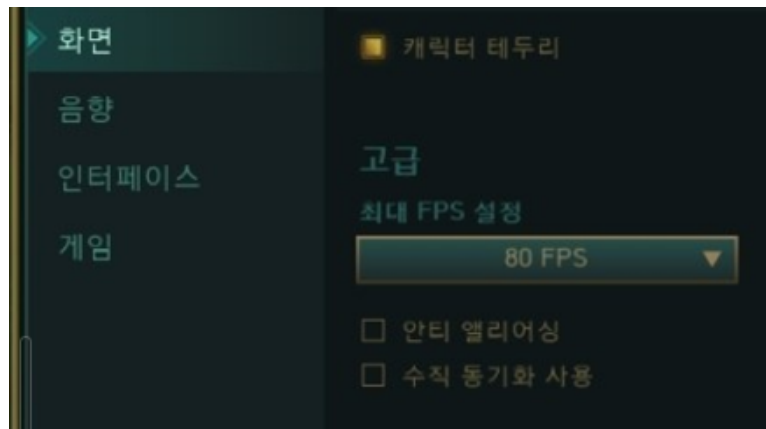 화면
음향
인터페이스
게임
캐릭터 테두리
고급
최대 FPS 설정
80 FPS
안티 앨리어싱
수직 동기화 사용